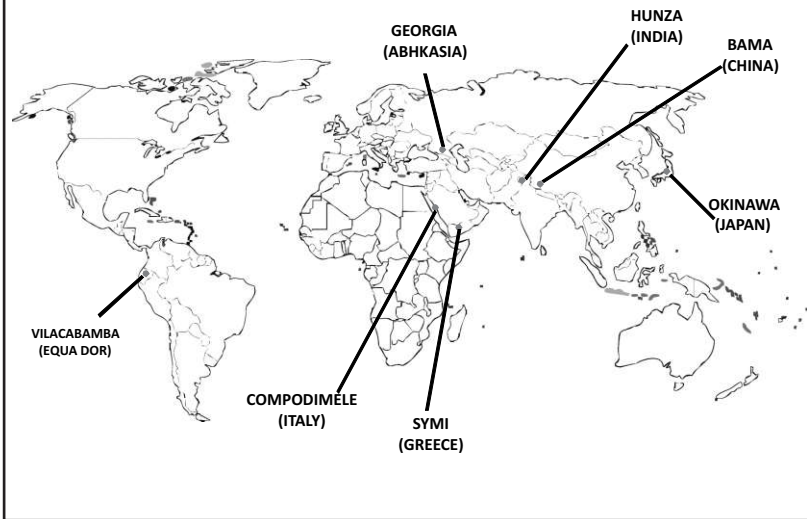 HUNZA
(INDIA)
GEORGIA
(ABHKASIA)
BAMA
(CHINA)
OKINAWA
(JAPAN)
VILACABAMBA
(EQUA DOR)
COMPODIMELE
(ITALY)
SYMI
(GREECE)